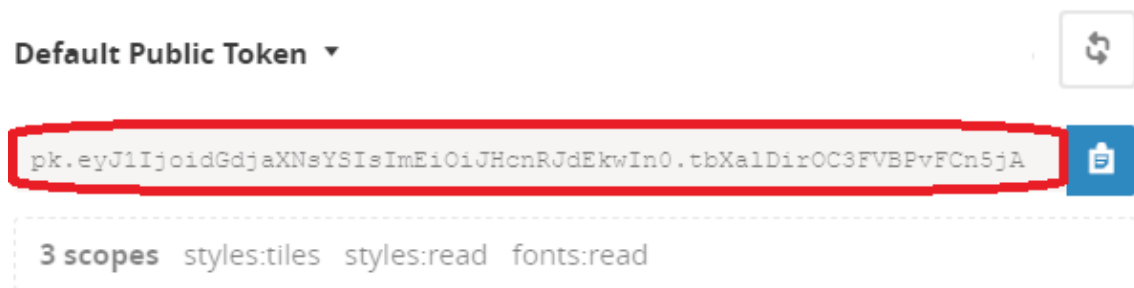 Default Public Token
pk.eyJ1IjoidGdjaXNsYSIsImEiOiJHcnRJdEkwIn0.tbXalDirOC3FVBPvFCn5jA
3 scopes styles:tiles styles:read fonts:read